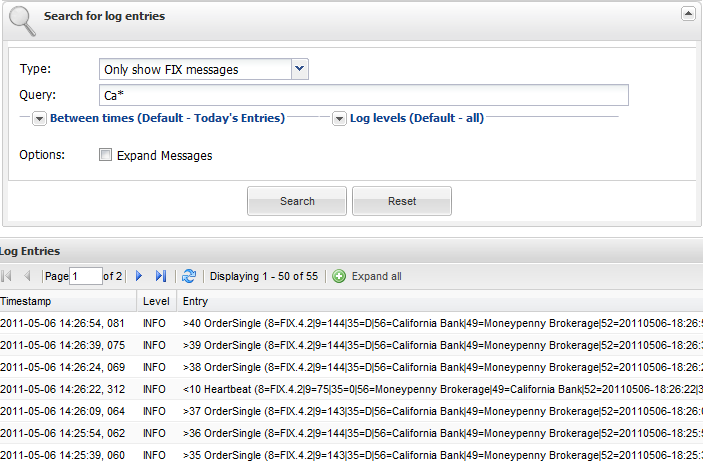 Search for log entries
Type: Only show FIX messages
Query: Ca*
Between times (Default - Today's Entries) Log levels (Default - all)
Options: Expand Messages
Search Reset
Log Entries
Page 1 of 2 Displaying 1 - 50 of 55 Expand all
Timestamp Level Entry
2011-05-06 14:26:54, 081 INFO >40 OrderSingle (8=FIX.4.2|9=144|35=D|56=California Bank|49=Moneypenny Brokerage|52=20110506-18:26:5
2011-05-06 14:26:39, 075 INFO >39 OrderSingle (8=FIX.4.2|9=144|35=D|56=California Bank|49=Moneypenny Brokerage|52=20110506-18:26:3
2011-05-06 14:26:24, 069 INFO >38 OrderSingle (8=FIX.4.2|9=144|35=D|56=California Bank|49=Moneypenny Brokerage|52=20110506-18:26:2
2011-05-06 14:26:22, 312 INFO <10 Heartbeat (8=FIX.4.2|9=75|35=0|56=Moneypenny Brokerage|49=California Bank|52=20110506-18:26:22|3
2011-05-06 14:26:09, 064 INFO >37 OrderSingle (8=FIX.4.2|9=143|35=D|56=California Bank|49=Moneypenny Brokerage|52=20110506-18:26:0
2011-05-06 14:25:54, 062 INFO >36 OrderSingle (8=FIX.4.2|9=144|35=D|56=California Bank|49=Moneypenny Brokerage|52=20110506-18:25:5
2011-05-06 14:25:39, 060 INFO >35 OrderSingle (8=FIX.4.2|9=144|35=D|56=California Bank|49=Moneypenny Brokerage|52=20110506-18:25:3